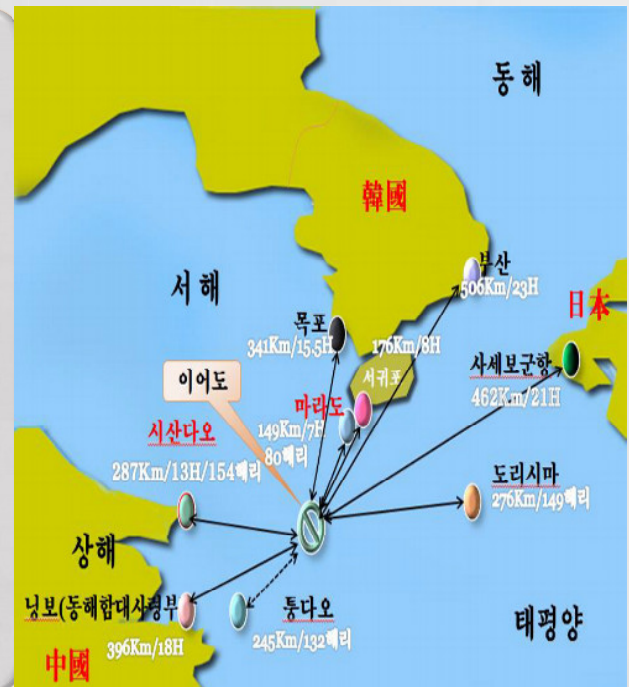 동해
韓國
부산
506Km/23H
서해
日本
목포
341Km/15.5H
176Km/8H
서귀포
사세보군항
462Km/21H
이어도
마라도
149Km/7H
80해리
시산다오
287Km/13H/154해리
도리시마
276Km/149해리
상해
닝보(동해함대사령부
396Km/18H
퉁다오
245Km/132해리
태평양
中國